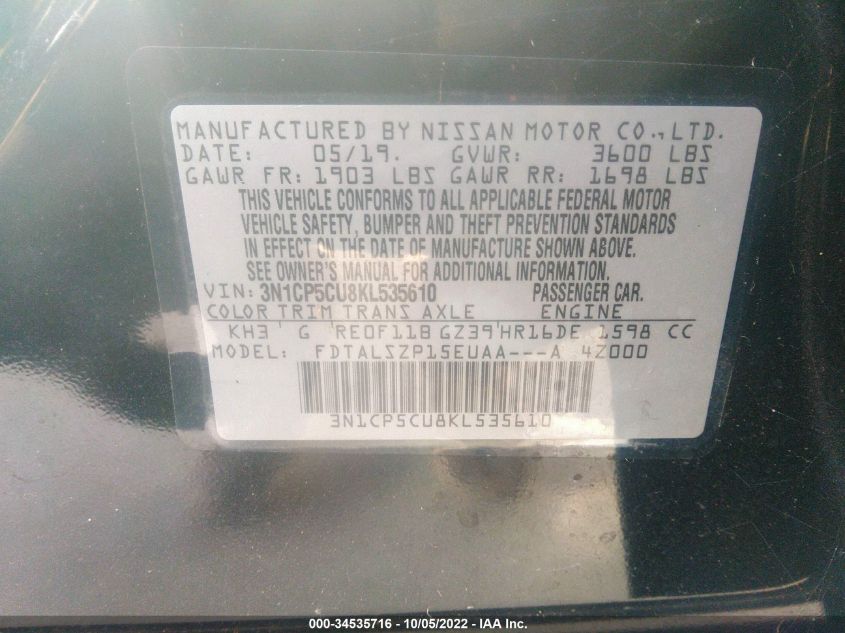 MANUFACTURED BY NISSAN MOTOR CO., LTD.
DATE: 05/19. GVWR: 3600 LBS
GAWR FR: 1903 LBS GAWR RR: 1698 LBS
THIS VEHICLE CONFORMS TO ALL APPLICABLE FEDERAL MOTOR
VEHICLE SAFETY, BUMPER AND THEFT PREVENTION STANDARDS
IN EFFECT ON THE DATE OF MANUFACTURE SHOWN ABOVE.
SEE OWNER'S MANUAL FOR ADDITIONAL INFORMATION
VIN: 3N1CP5CU8KL535610 PASSENGER CAR.
COLOR TRIM TRANS AXLE ENGINE
KH3 G RE0F11B GZ39 HR16DE 1598 CC
MODEL: FDTALSZP15EUAA---A 4Z000
3N1CP5CU8KL535610
000-34535716 - 10/05/2022 - IAA Inc.